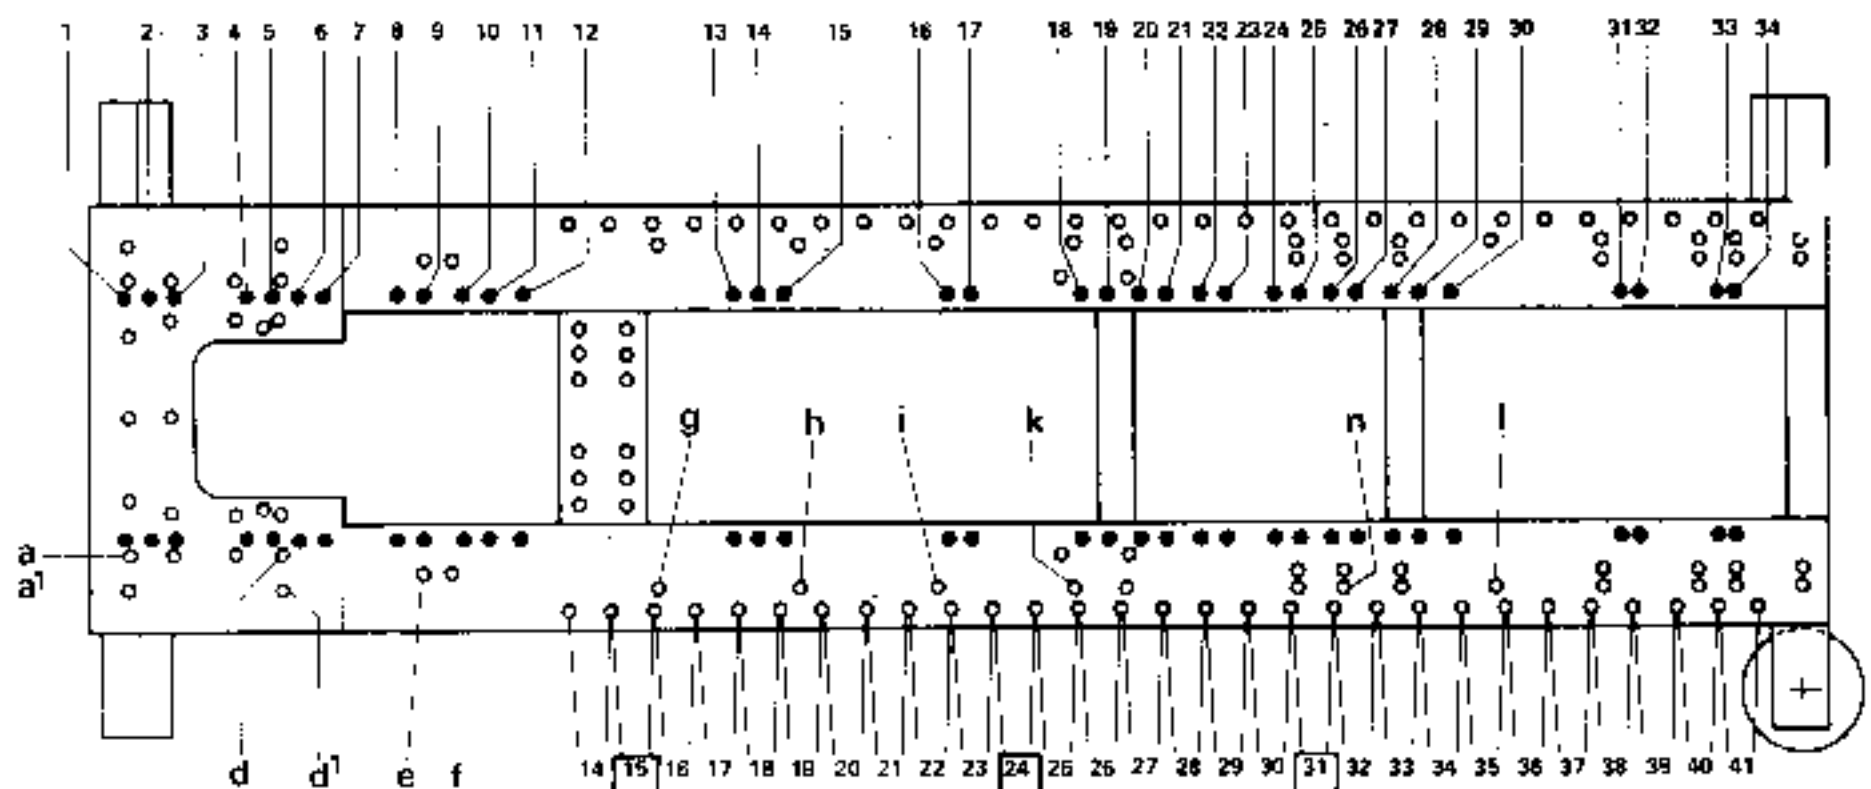 1 2 3 4 5 6 7 8 9 10 11 12 13 14 15 16 17 18 19 20 21 22 23 24 25 26 27 28 29 30 31 32 33 34
g h i k n l
a
a1
d d1 e f
14 15 16 17 18 19 20 21 22 23 24 25 26 27 28 29 30 31 32 33 34 35 36 37 38 39 40 41